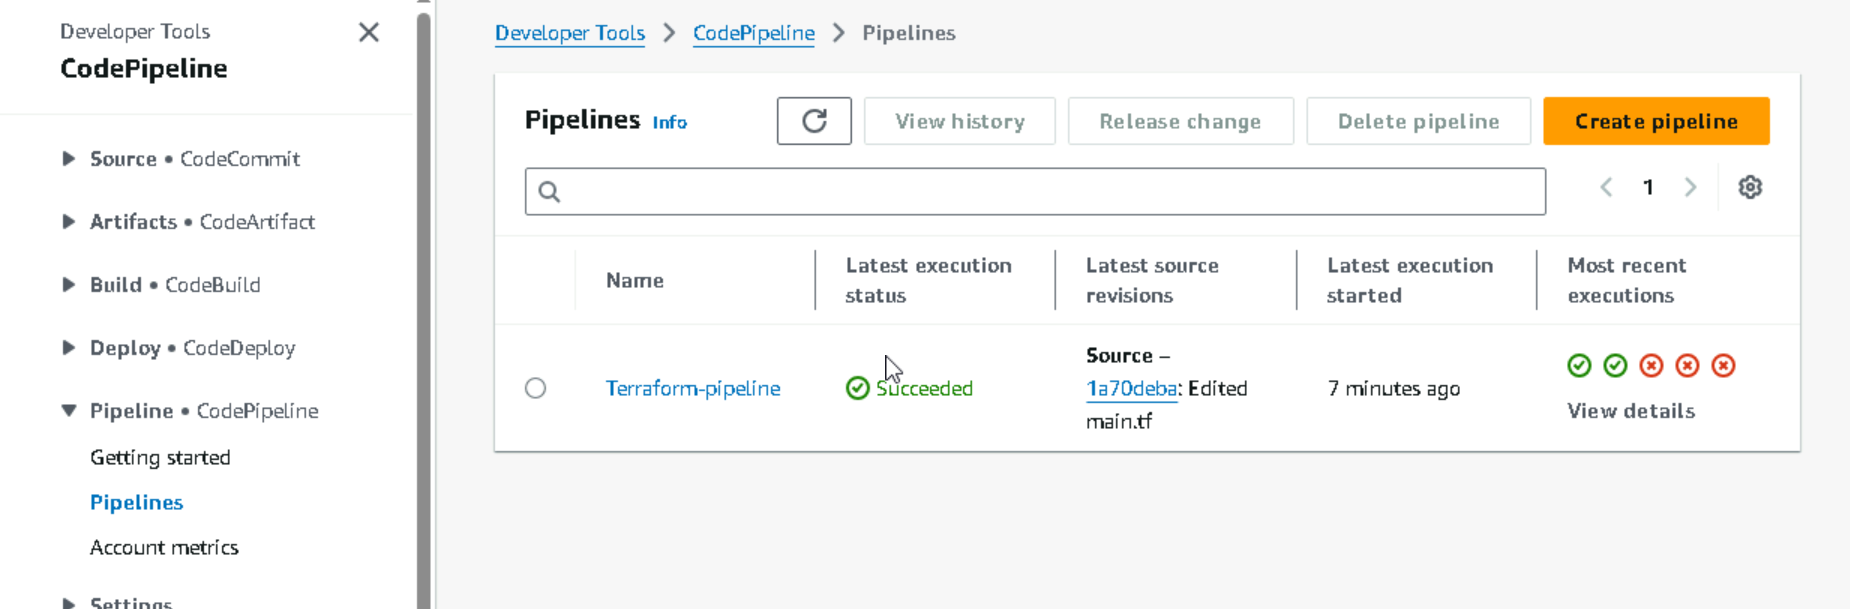 Developer Tools
CodePipeline
Source • CodeCommit
Artifacts • CodeArtifact
Build • CodeBuild
Deploy • CodeDeploy
Pipeline • CodePipeline
Getting started
Pipelines
Account metrics
Settings
Developer Tools > CodePipeline > Pipelines
Pipelines Info
View history
Release change
Delete pipeline
Create pipeline
1
Name
Latest execution
status
Latest source
revisions
Latest execution
started
Most recent
executions
Terraform-pipeline
Succeeded
Source –
1a70deba: Edited
main.tf
7 minutes ago
View details